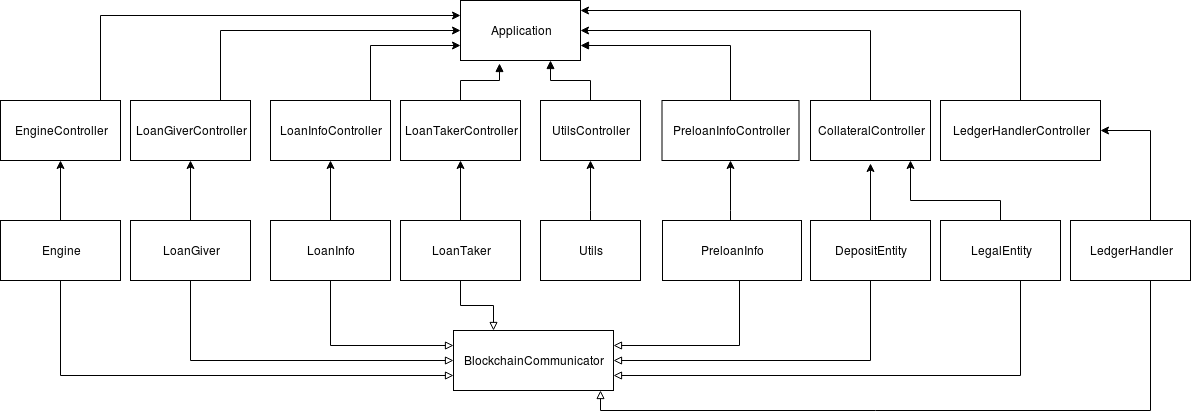 Application
EngineController
LoanGiverController
LoanInfoController
LoanTakerController
UtilsController
PreloanInfoController
CollateralController
LedgerHandlerController
Engine
LoanGiver
LoanInfo
LoanTaker
Utils
PreloanInfo
DepositEntity
LegalEntity
LedgerHandler
BlockchainCommunicator